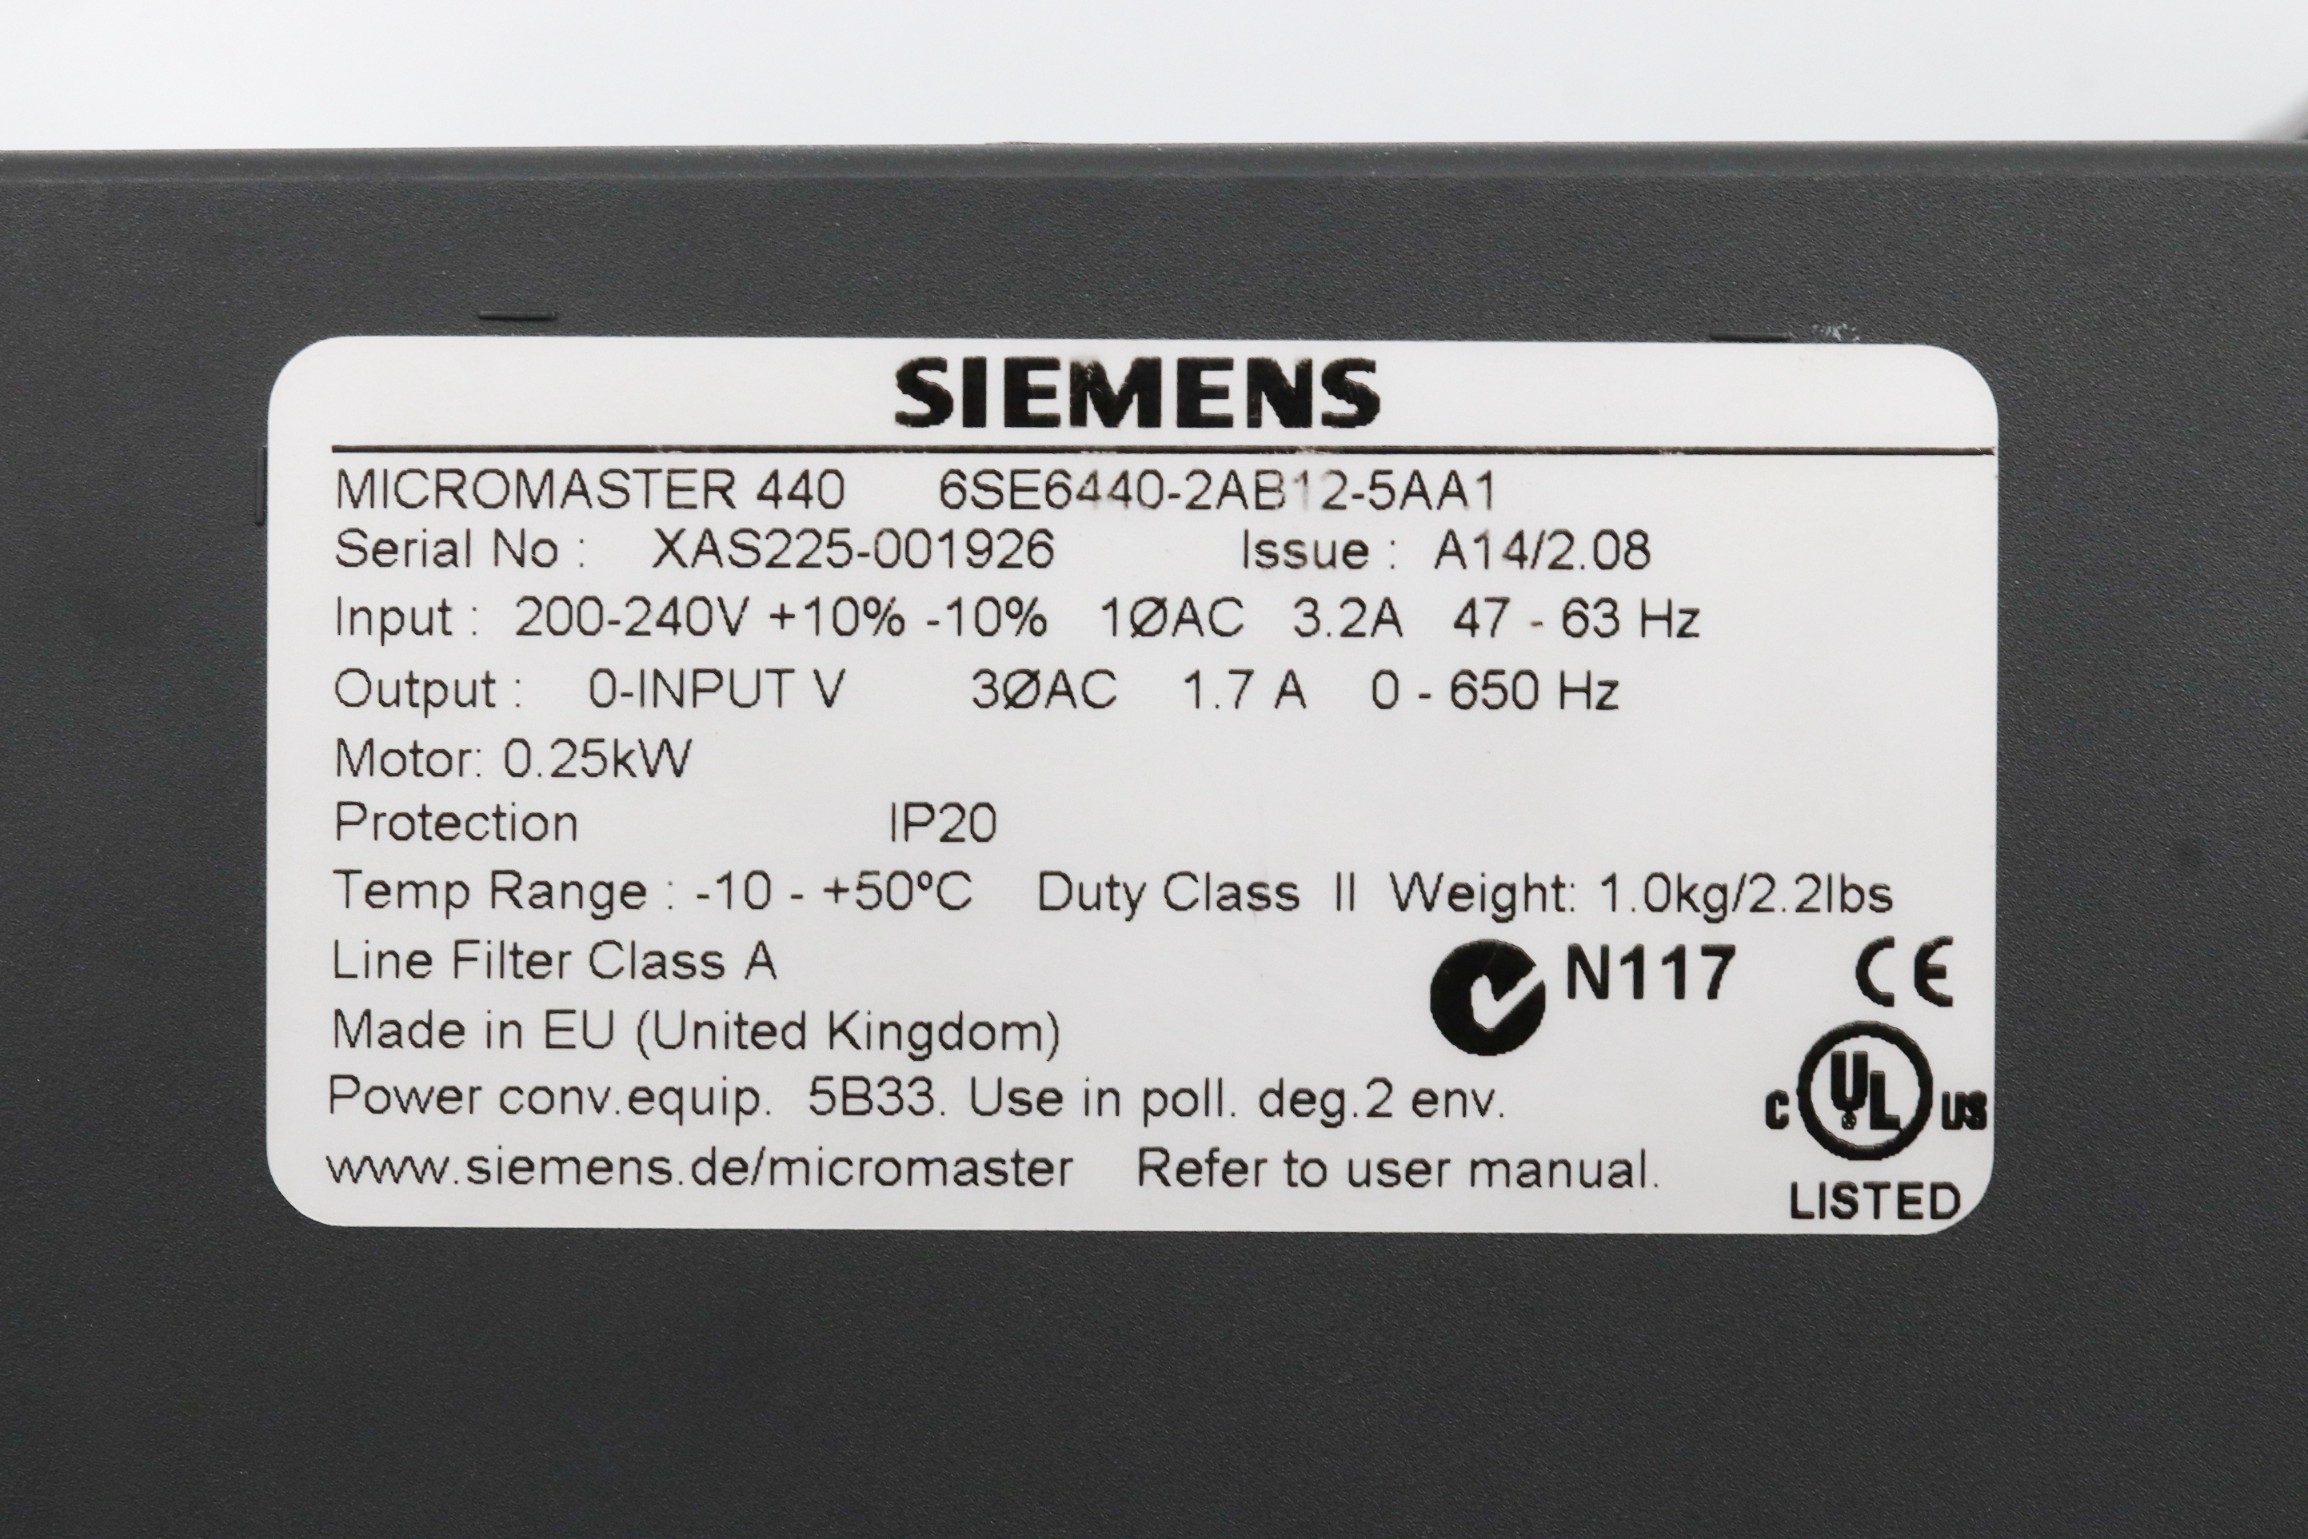 SIEMENS
MICROMASTER 440 6SE6440-2AB12-5AA1
Serial No : XAS225-001926 Issue : A14/2.08
Input : 200-240V +10% -10% 1ØAC 3.2A 47 - 63 Hz
Output : 0-INPUT V 3ØAC 1.7 A 0 - 650 Hz
Motor: 0.25kW
Protection IP20
Temp Range : -10 - +50ºC Duty Class II Weight: 1.0kg/2.2lbs
Line Filter Class A N117 CE
Made in EU (United Kingdom)
Power conv.equip. 5B33. Use in poll. deg.2 env. C UL US
www.siemens.de/micromaster Refer to user manual.
LISTED